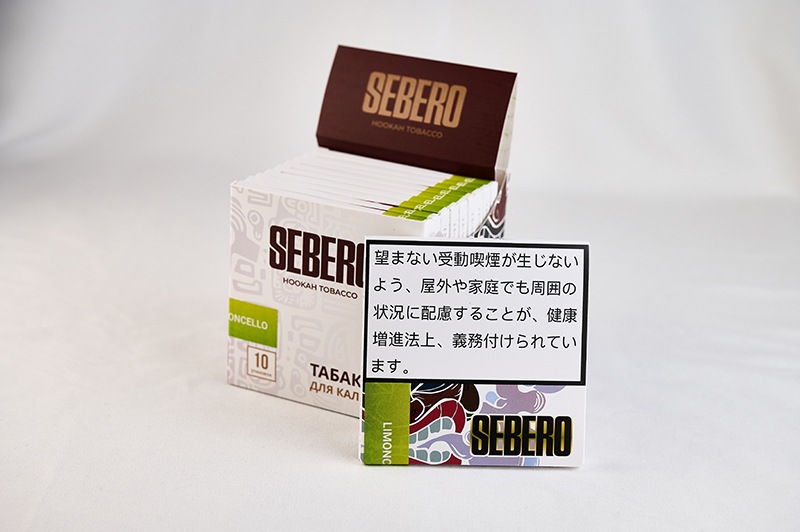 SEBERO
HOOKAH TOBACCO
SEBERO
HOOKAH TOBACCO
ONCELLO
10
ТАБАК
ДЛЯ КАЛ
望まない受動喫煙が生じない
よう、屋外や家庭でも周囲の
状況に配慮することが、健康
増進法上、義務付けられてい
ます。
LIMONC
SEBERO